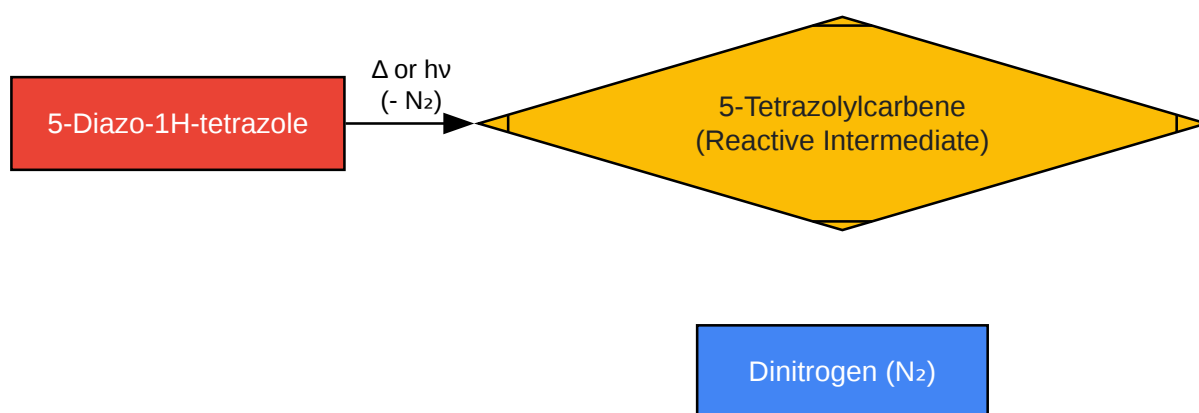 5-Diazo-1H-tetrazole
Δ or hν
(- N₂)
5-Tetrazolylcarbene
(Reactive Intermediate)
Dinitrogen (N₂)